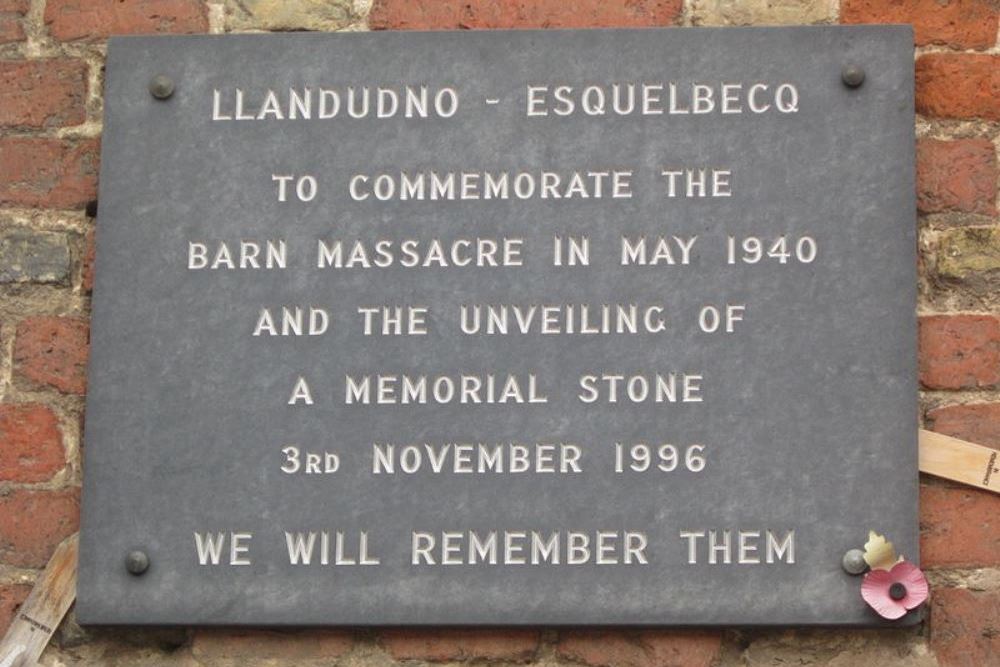 LLANDUDNO - ESQUELBECQ
TO COMMEMORATE THE
BARN MASSACRE IN MAY 1940
AND THE UNVEILING OF
A MEMORIAL STONE
3RD NOVEMBER 1996
WE WILL REMEMBER THEM